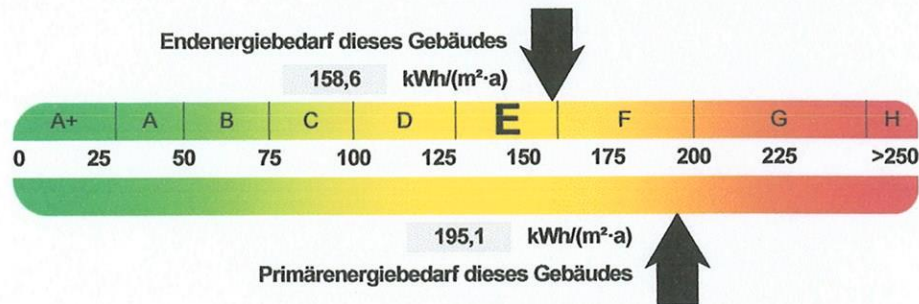 Endenergiebedarf dieses Gebäudes
158,6 kWh/(m²·a)
A+ A B C D E F G H
0 25 50 75 100 125 150 175 200 225 >250
195,1 kWh/(m²·a)
Primärenergiebedarf dieses Gebäudes